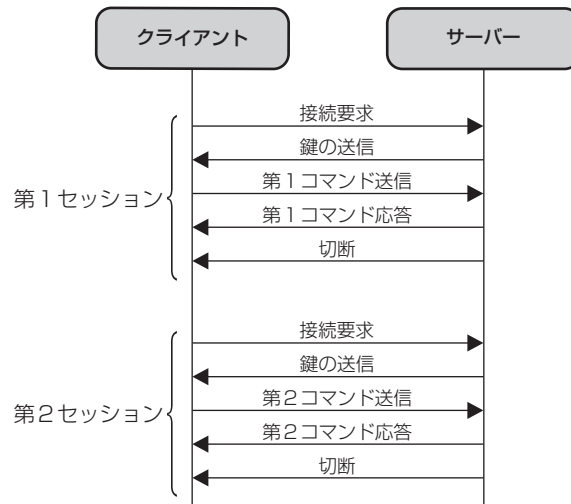 クライアント
サーバー
第1セッション
接続要求
鍵の送信
第1コマンド送信
第1コマンド応答
切断
第2セッション
接続要求
鍵の送信
第2コマンド送信
第2コマンド応答
切断